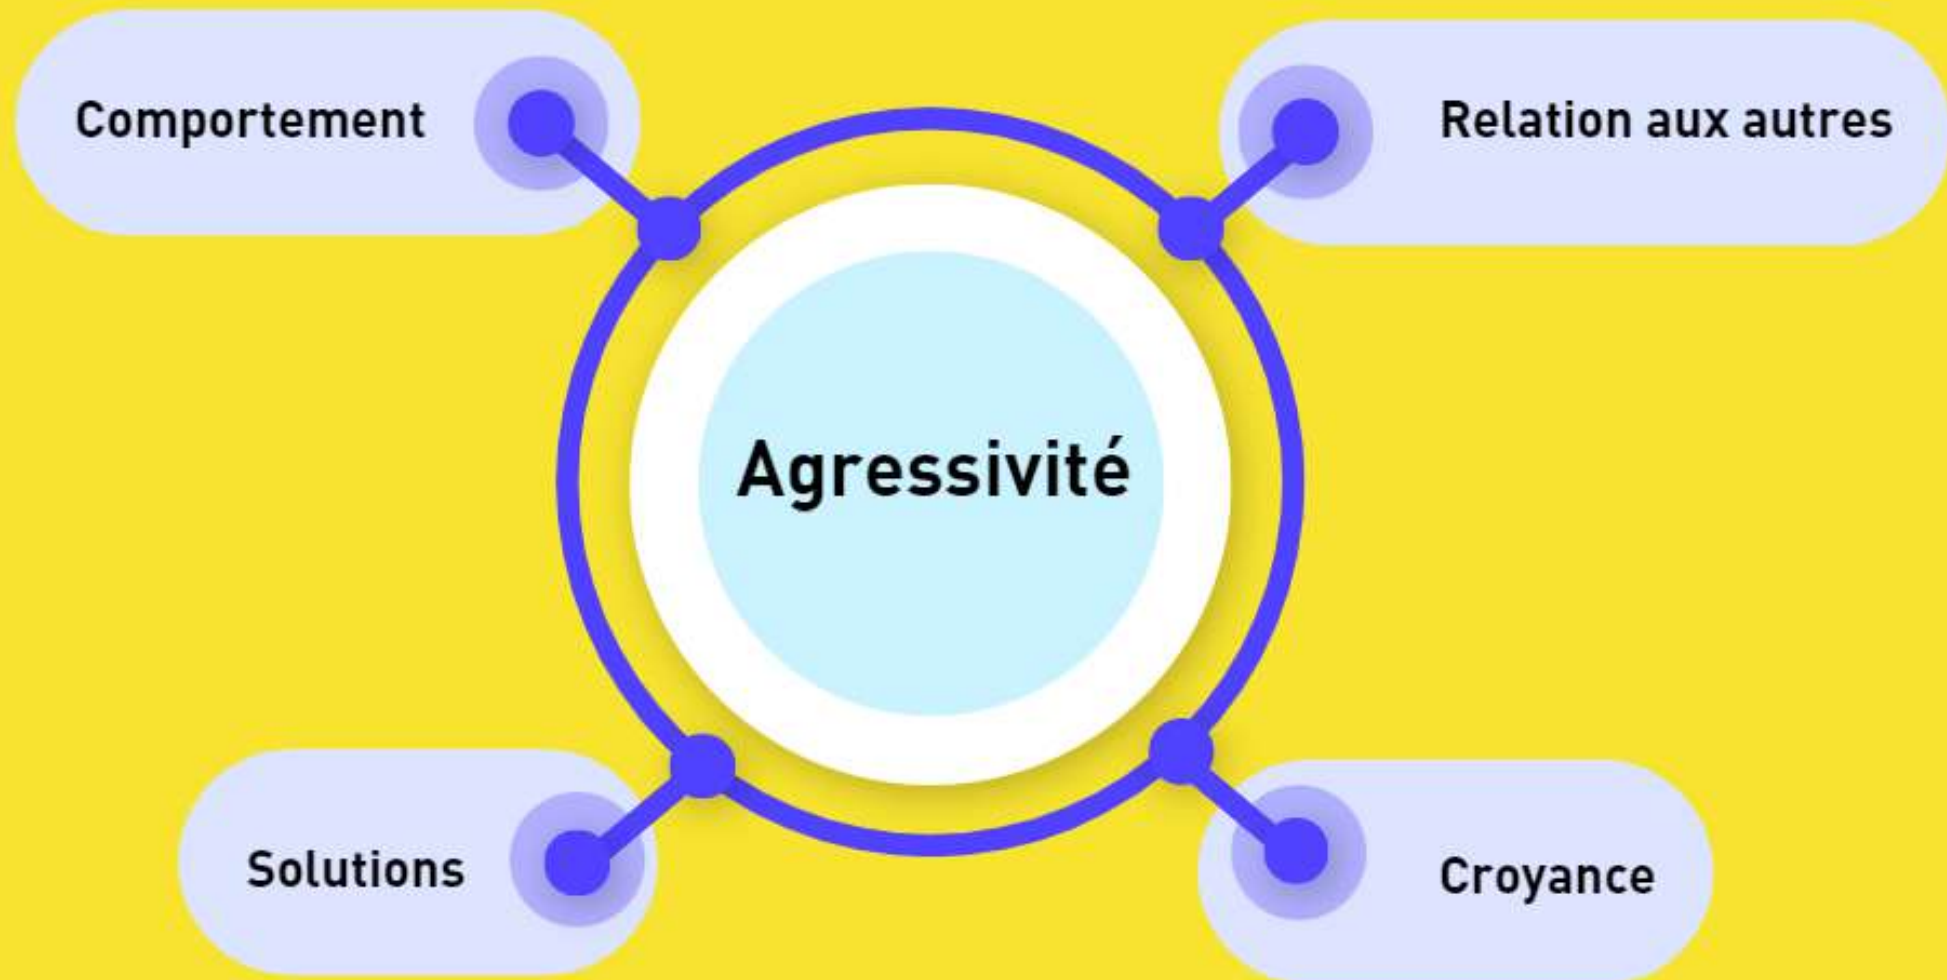 Comportement
Relation aux autres
Agressivité
Solutions
Croyance